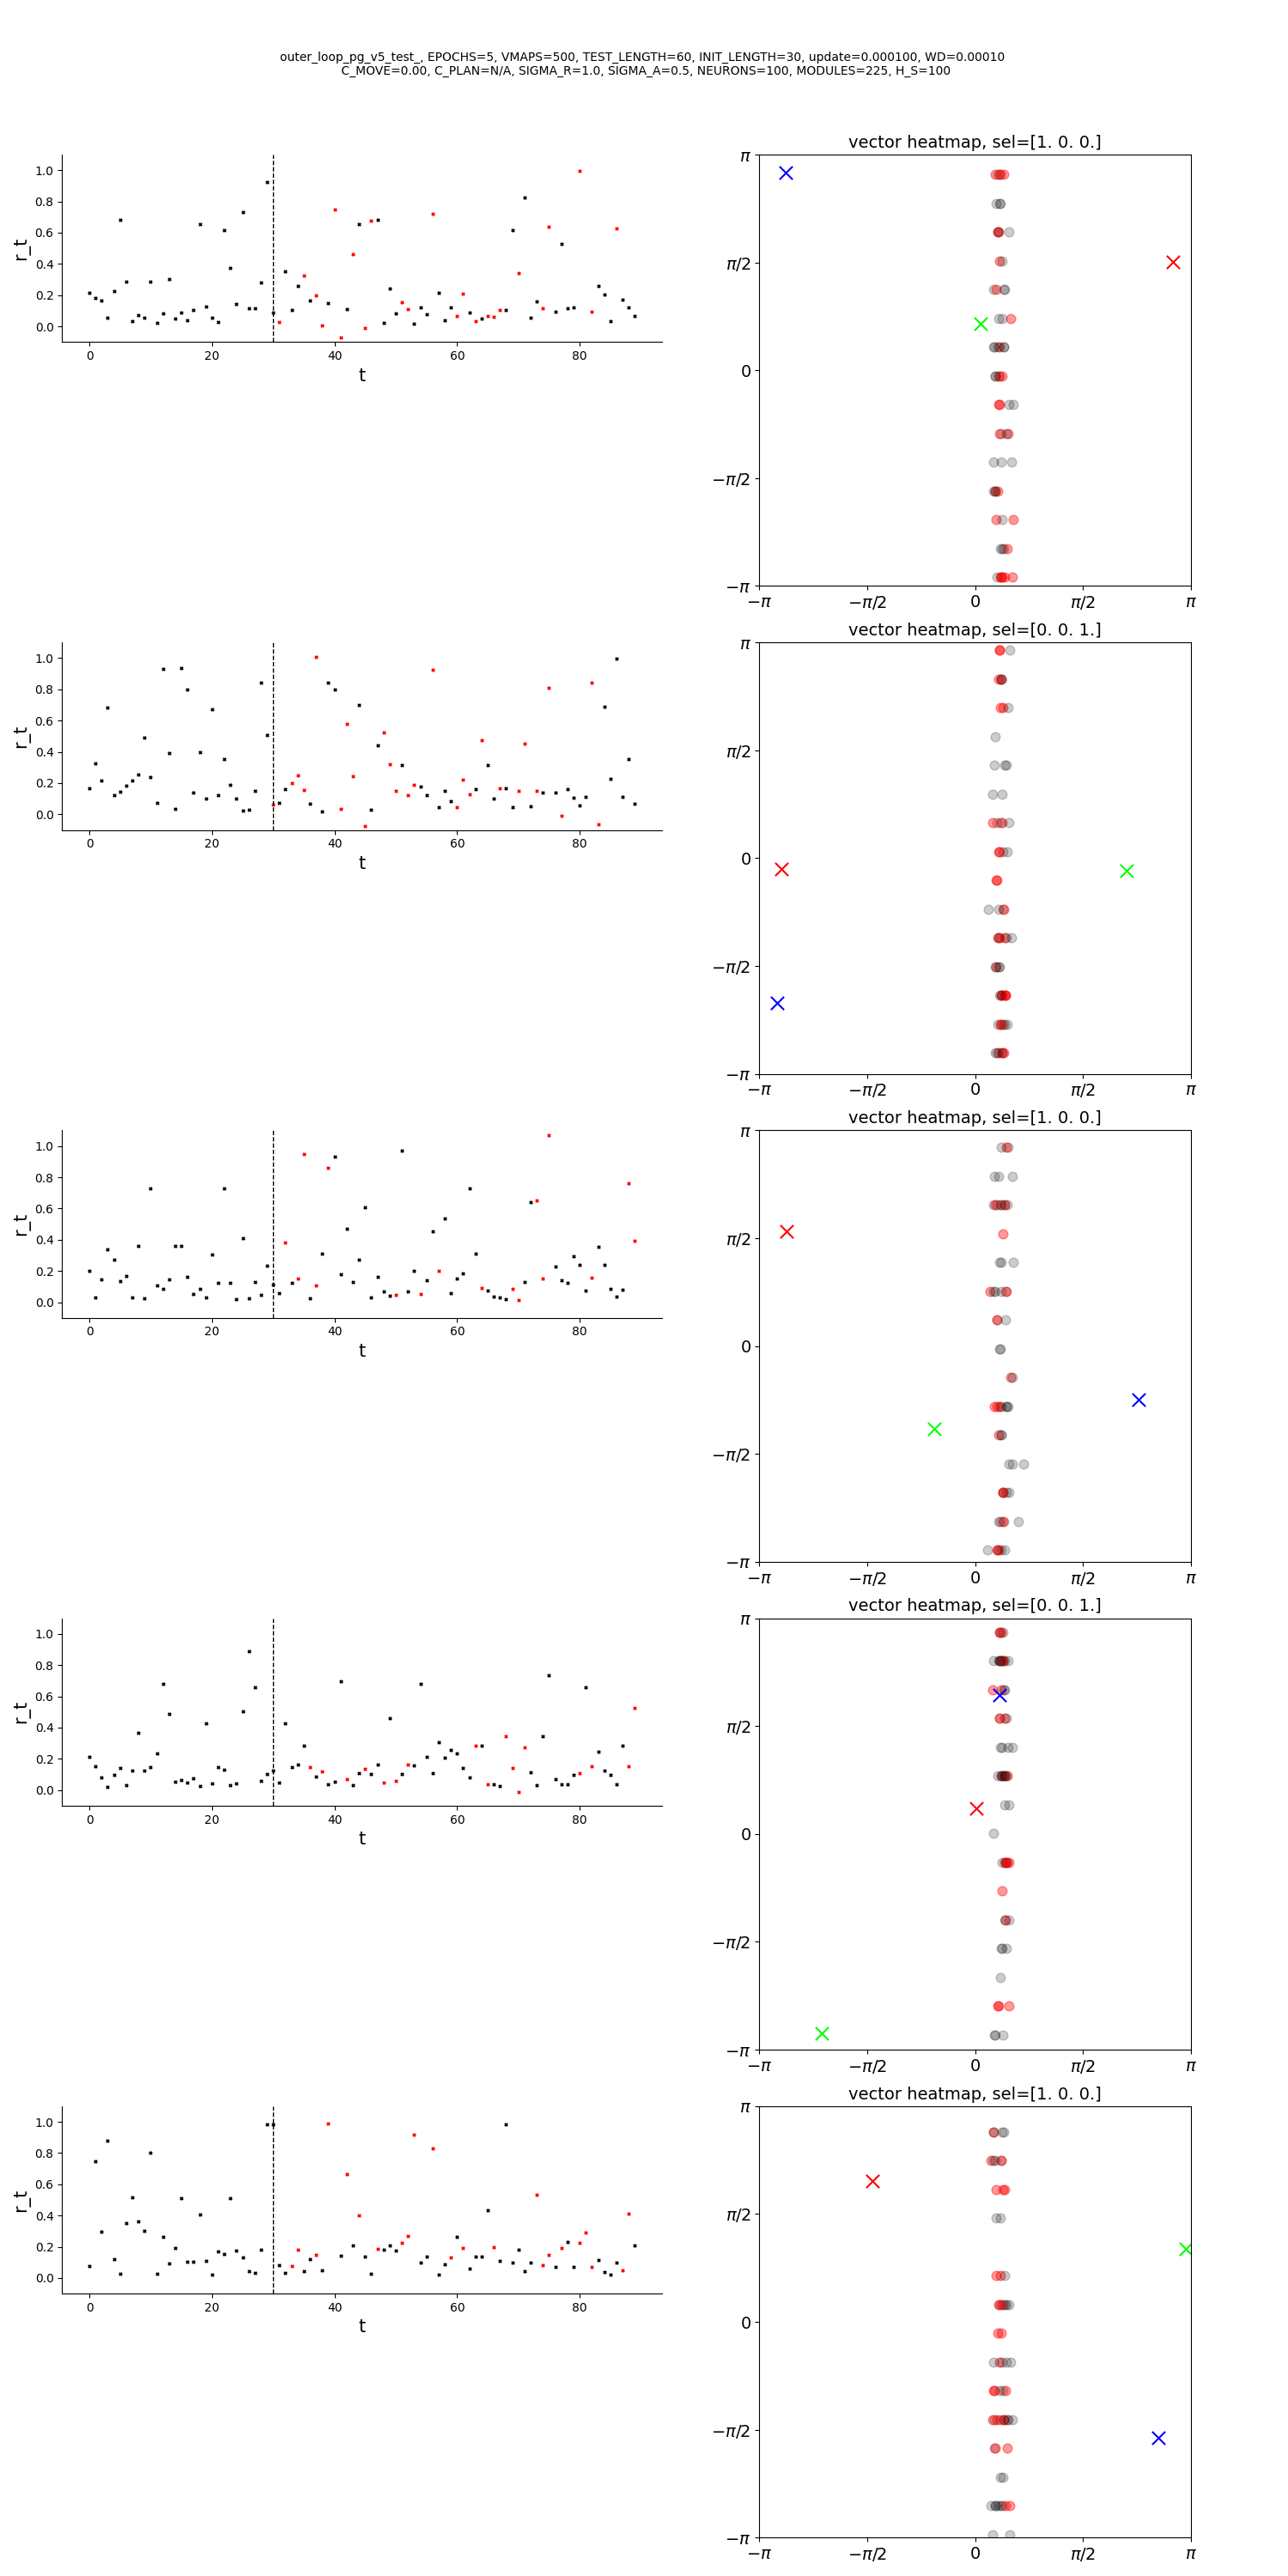 outer_loop_pg_v5_test_, EPOCHS=5, VMAPS=500, TEST_LENGTH=60, INIT_LENGTH=30, update=0.000100, WD=0.00010
C_MOVE=0.00, C_PLAN=N/A, SIGMA_R=1.0, SIGMA_A=0.5, NEURONS=100, MODULES=225, H_S=100
1.0
0.8
0.6
0.4
0.2
0.0
r_t
0 20 40 60 80
t
vector heatmap, sel=[1. 0. 0.]
π
π/2
0
−π/2
−π
−π −π/2 0 π/2 π
1.0
0.8
0.6
0.4
0.2
0.0
r_t
0 20 40 60 80
t
vector heatmap, sel=[0. 0. 1.]
π
π/2
0
−π/2
−π
−π −π/2 0 π/2 π
1.0
0.8
0.6
0.4
0.2
0.0
r_t
0 20 40 60 80
t
vector heatmap, sel=[1. 0. 0.]
π
π/2
0
−π/2
−π
−π −π/2 0 π/2 π
1.0
0.8
0.6
0.4
0.2
0.0
r_t
0 20 40 60 80
t
vector heatmap, sel=[0. 0. 1.]
π
π/2
0
−π/2
−π
−π −π/2 0 π/2 π
1.0
0.8
0.6
0.4
0.2
0.0
r_t
0 20 40 60 80
t
vector heatmap, sel=[1. 0. 0.]
π
π/2
0
−π/2
−π
−π −π/2 0 π/2 π